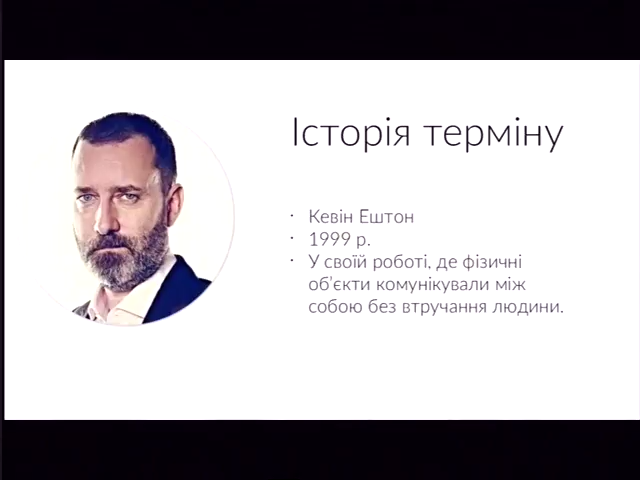 Історія терміну
· Кевін Ештон
· 1999 р.
· У своїй роботі, де фізичні
об'єкти комунікували між
собою без втручання людини.